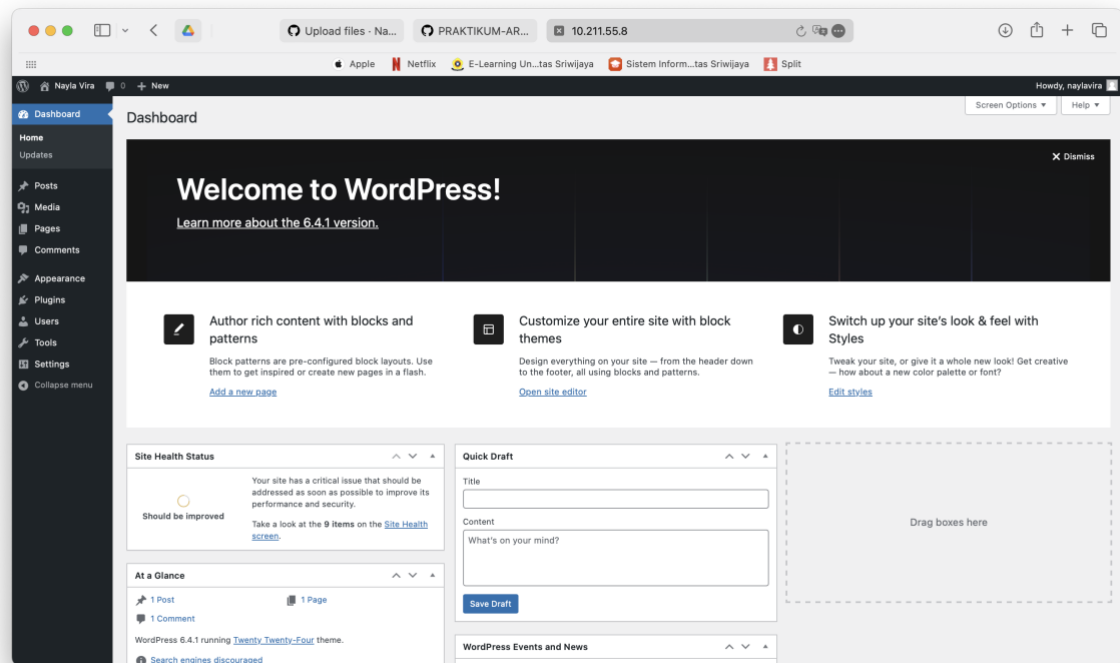 Upload files · Na...
PRAKTIKUM-AR...
10.211.55.8
Apple
Netflix
E-Learning Un...tas Sriwijaya
Sistem Inform...tas Sriwijaya
Split
Nayla Vira
0
New
Howdy, naylavira
Dashboard
Home
Updates
Posts
Media
Pages
Comments
Appearance
Plugins
Users
Tools
Settings
Collapse menu
Screen Options
Help
Dashboard
Dismiss
Welcome to WordPress!
Learn more about the 6.4.1 version.
Author rich content with blocks and
patterns
Block patterns are pre-configured block layouts. Use
them to get inspired or create new pages in a flash.
Add a new page
Customize your entire site with block
themes
Design everything on your site — from the header down
to the footer, all using blocks and patterns.
Open site editor
Switch up your site's look & feel with
Styles
Tweak your site, or give it a whole new look! Get creative
— how about a new color palette or font?
Edit styles
Site Health Status
Should be improved
Your site has a critical issue that should be
addressed as soon as possible to improve its
performance and security.
Take a look at the 9 items on the Site Health
screen.
At a Glance
1 Post
1 Page
1 Comment
WordPress 6.4.1 running Twenty Twenty-Four theme.
Search engines discouraged
Quick Draft
Title
Content
What's on your mind?
Save Draft
WordPress Events and News
Drag boxes here